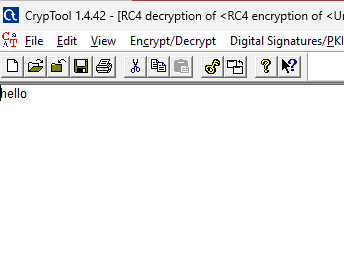 CrypTool 1.4.42 - [RC4 decryption of <RC4 encryption of <Un
File Edit View Encrypt/Decrypt Digital Signatures/PKI
hello